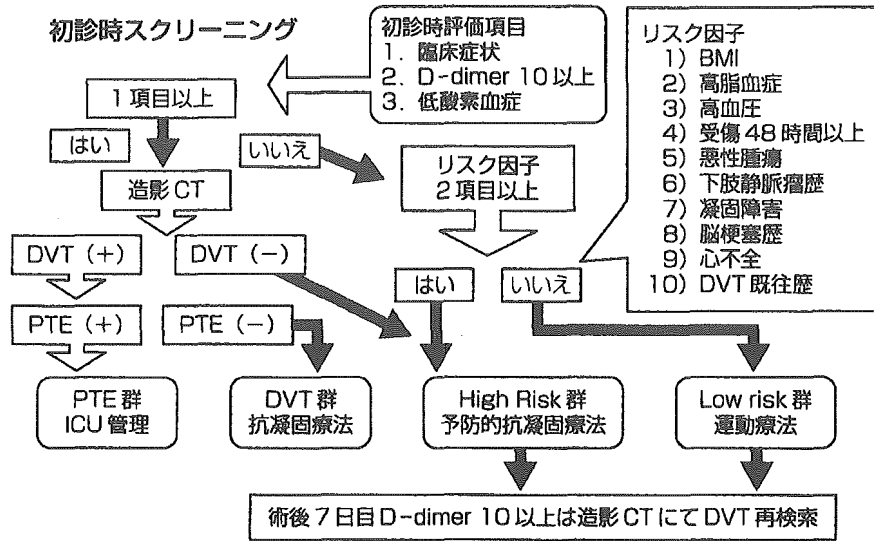 初診時スクリーニング
初診時評価項目
1. 臨床症状
2. D-dimer 10以上
3. 低酸素血症
リスク因子
1) BMI
2) 高脂血症
3) 高血圧
4) 受傷48時間以上
5) 悪性腫瘍
6) 下肢静脈瘤歴
7) 凝固障害
8) 脳梗塞歴
9) 心不全
10) DVT既往歴
1項目以上
はい
いいえ
造影CT
リスク因子
2項目以上
DVT (+)
DVT (-)
はい
いいえ
PTE (+)
PTE (-)
PTE群
ICU管理
DVT群
抗凝固療法
High Risk群
予防的抗凝固療法
Low risk群
運動療法
術後7日目D-dimer 10以上は造影CTにてDVT再検索